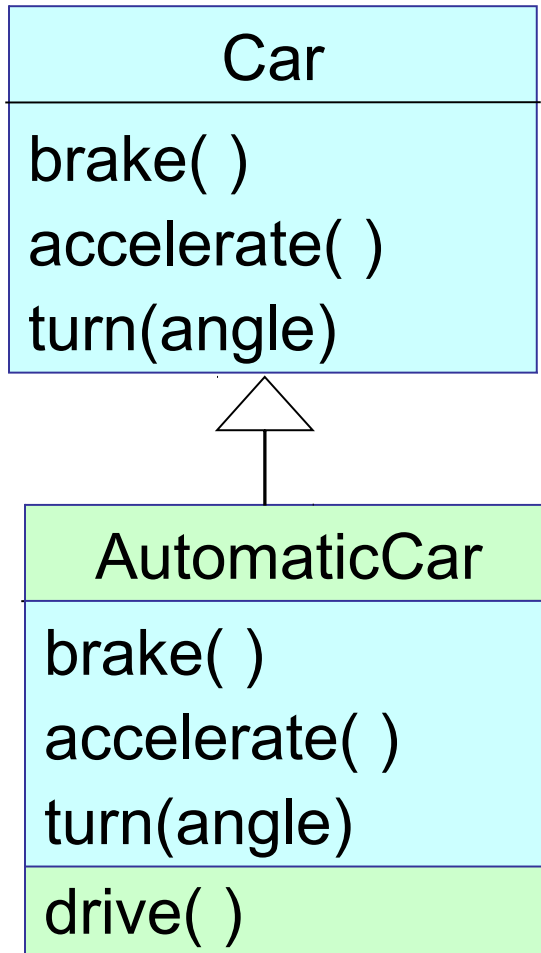 Car
brake( )
accelerate( )
turn(angle)
AutomaticCar
brake( )
accelerate( )
turn(angle)
drive( )